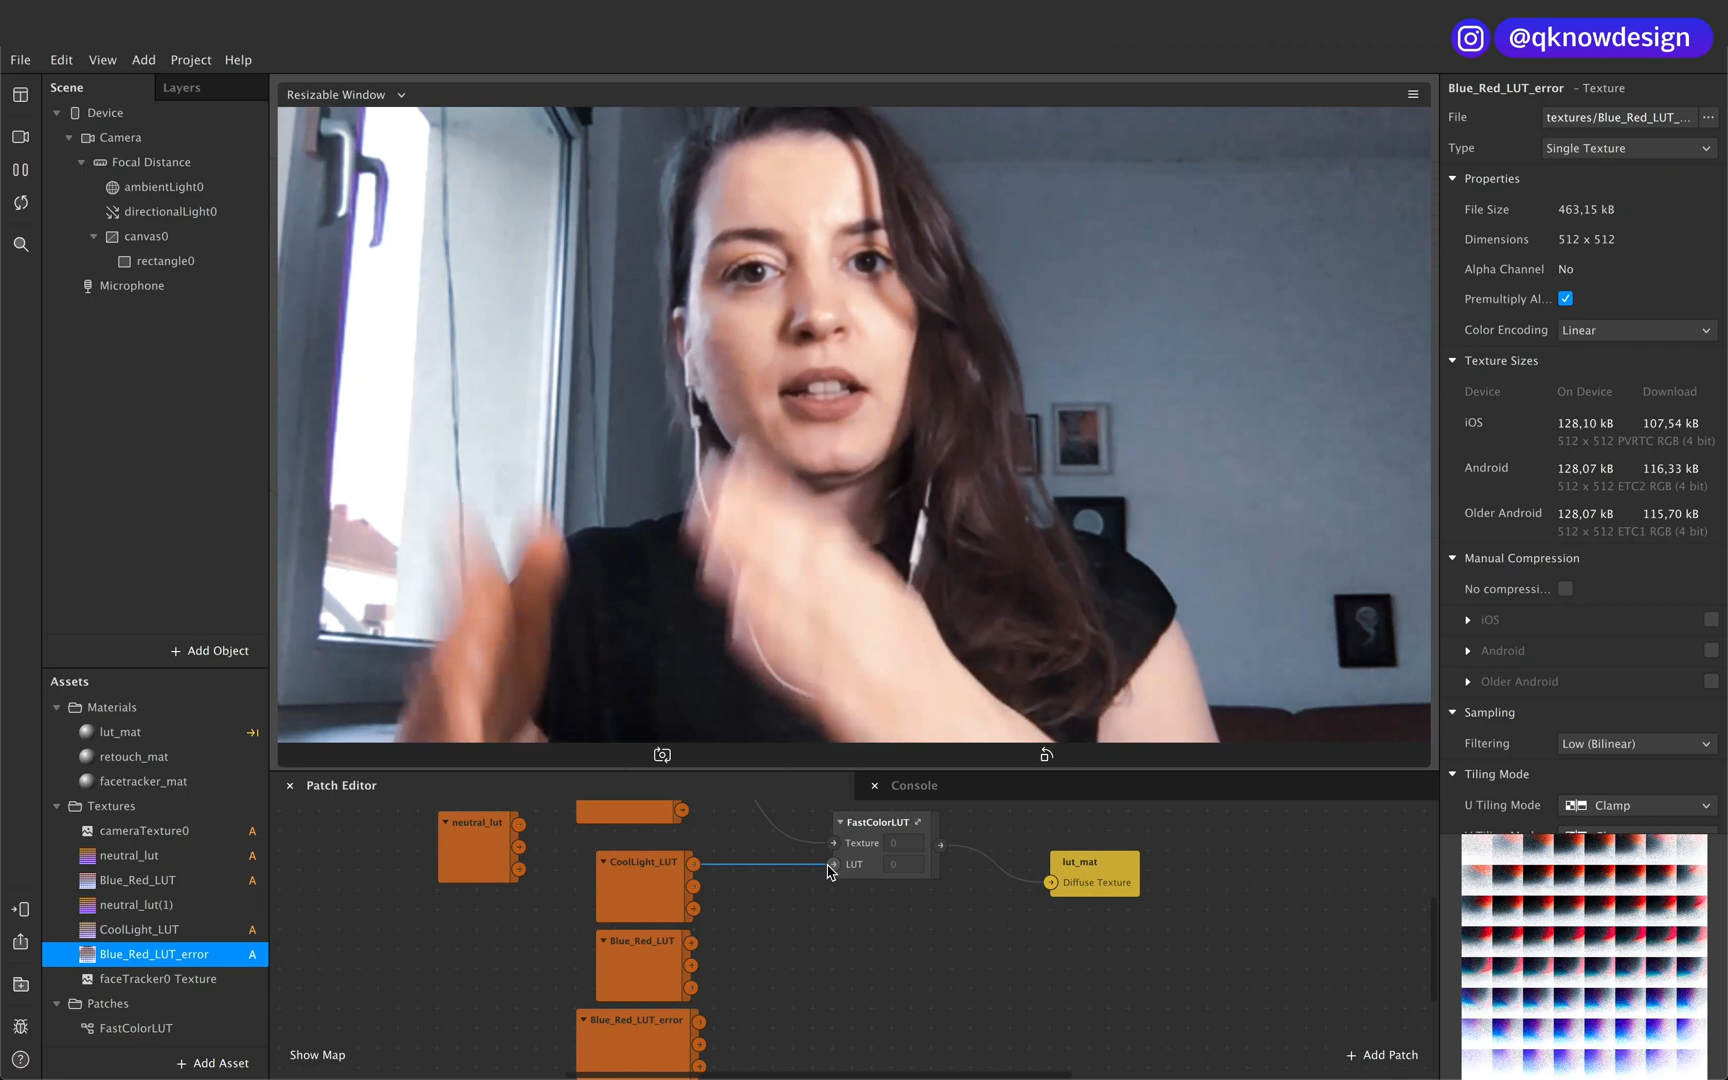 @qknowdesign
File Edit View Add Project Help
Scene
Layers
Device
Camera
Focal Distance
ambientLight0
directionalLight0
canvas0
rectangle0
Microphone
+ Add Object
Assets
Materials
lut_mat
retouch_mat
facetracker_mat
Textures
cameraTexture0 A
neutral_lut A
Blue_Red_LUT A
neutral_lut(1)
CoolLight_LUT A
Blue_Red_LUT_error A
faceTracker0 Texture
Patches
FastColorLUT
+ Add Asset
Resizable Window
Patch Editor
Console
neutral_lut
CoolLight_LUT
Blue_Red_LUT
Blue_Red_LUT_error
FastColorLUT
Texture 0
LUT 0
lut_mat
Diffuse Texture
Show Map
+ Add Patch
Blue_Red_LUT_error - Texture
File textures/Blue_Red_LUT_... ...
Type Single Texture
Properties
File Size 463,15 kB
Dimensions 512 x 512
Alpha Channel No
Premultiply Al...
Color Encoding Linear
Texture Sizes
Device On Device Download
iOS 128,10 kB 107,54 kB
512 x 512 PVRTC RGB (4 bit)
Android 128,07 kB 116,33 kB
512 x 512 ETC2 RGB (4 bit)
Older Android 128,07 kB 115,70 kB
512 x 512 ETC1 RGB (4 bit)
Manual Compression
No compressi...
iOS
Android
Older Android
Sampling
Filtering Low (Bilinear)
Tiling Mode
U Tiling Mode Clamp